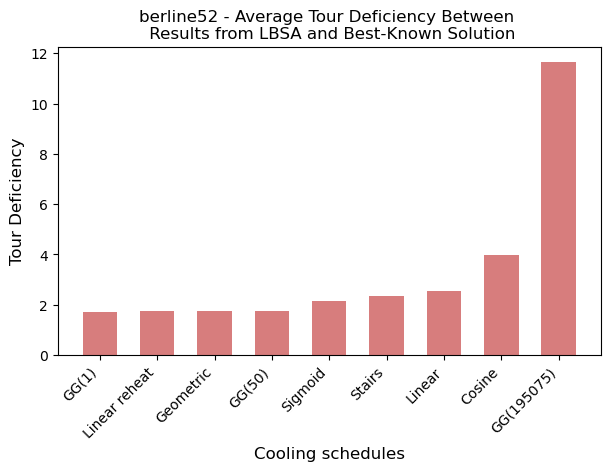 berline52 - Average Tour Deficiency Between
Results from LBSA and Best-Known Solution
Tour Deficiency
12
10
8
6
4
2
0
GG(1)
Linear reheat
Geometric
GG(50)
Sigmoid
Stairs
Linear
Cosine
GG(195075)
Cooling schedules